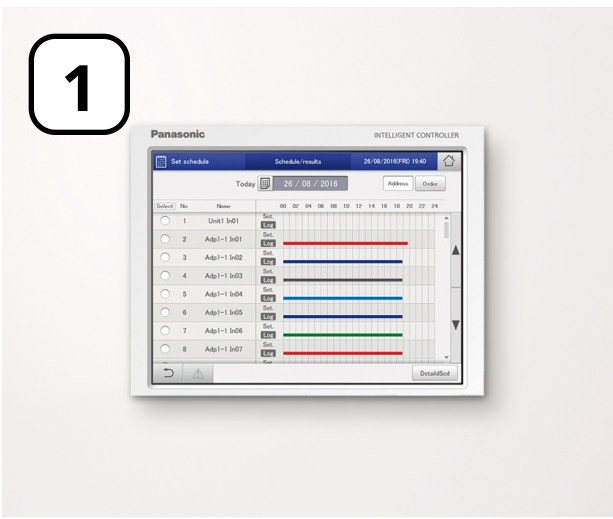 1
Panasonic INTELLIGENT CONTROLLER
Set schedule Schedule/results 26/08/2016(FRI) 19:40
Today 26 / 08 / 2016 Address Order
Select No. Name 00 02 04 06 08 10 12 14 16 18 20 22 24
1 Unit1 In01 Set. Log
2 Adp1-1 In01 Set. Log
3 Adp1-1 In02 Set. Log
4 Adp1-1 In03 Set. Log
5 Adp1-1 In04 Set. Log
6 Adp1-1 In05 Set. Log
7 Adp1-1 In06 Set. Log
8 Adp1-1 In07 Set. Log
DetaildScd